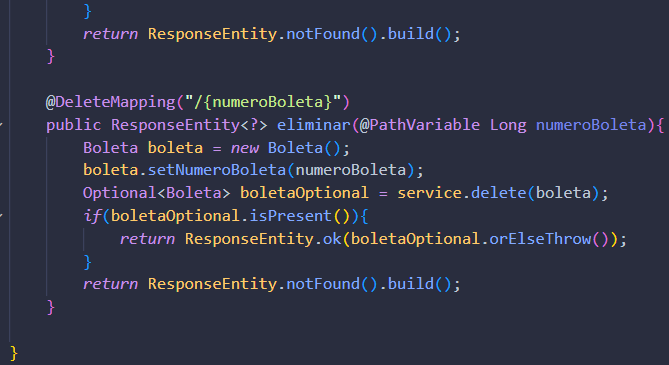 }
return ResponseEntity.notFound().build();
}
@DeleteMapping("/{numeroBoleta}")
public ResponseEntity<?> eliminar(@PathVariable Long numeroBoleta){
Boleta boleta = new Boleta();
boleta.setNumeroBoleta(numeroBoleta);
Optional<Boleta> boletaOptional = service.delete(boleta);
if(boletaOptional.isPresent()){
return ResponseEntity.ok(boletaOptional.orElseThrow());
}
return ResponseEntity.notFound().build();
}
}